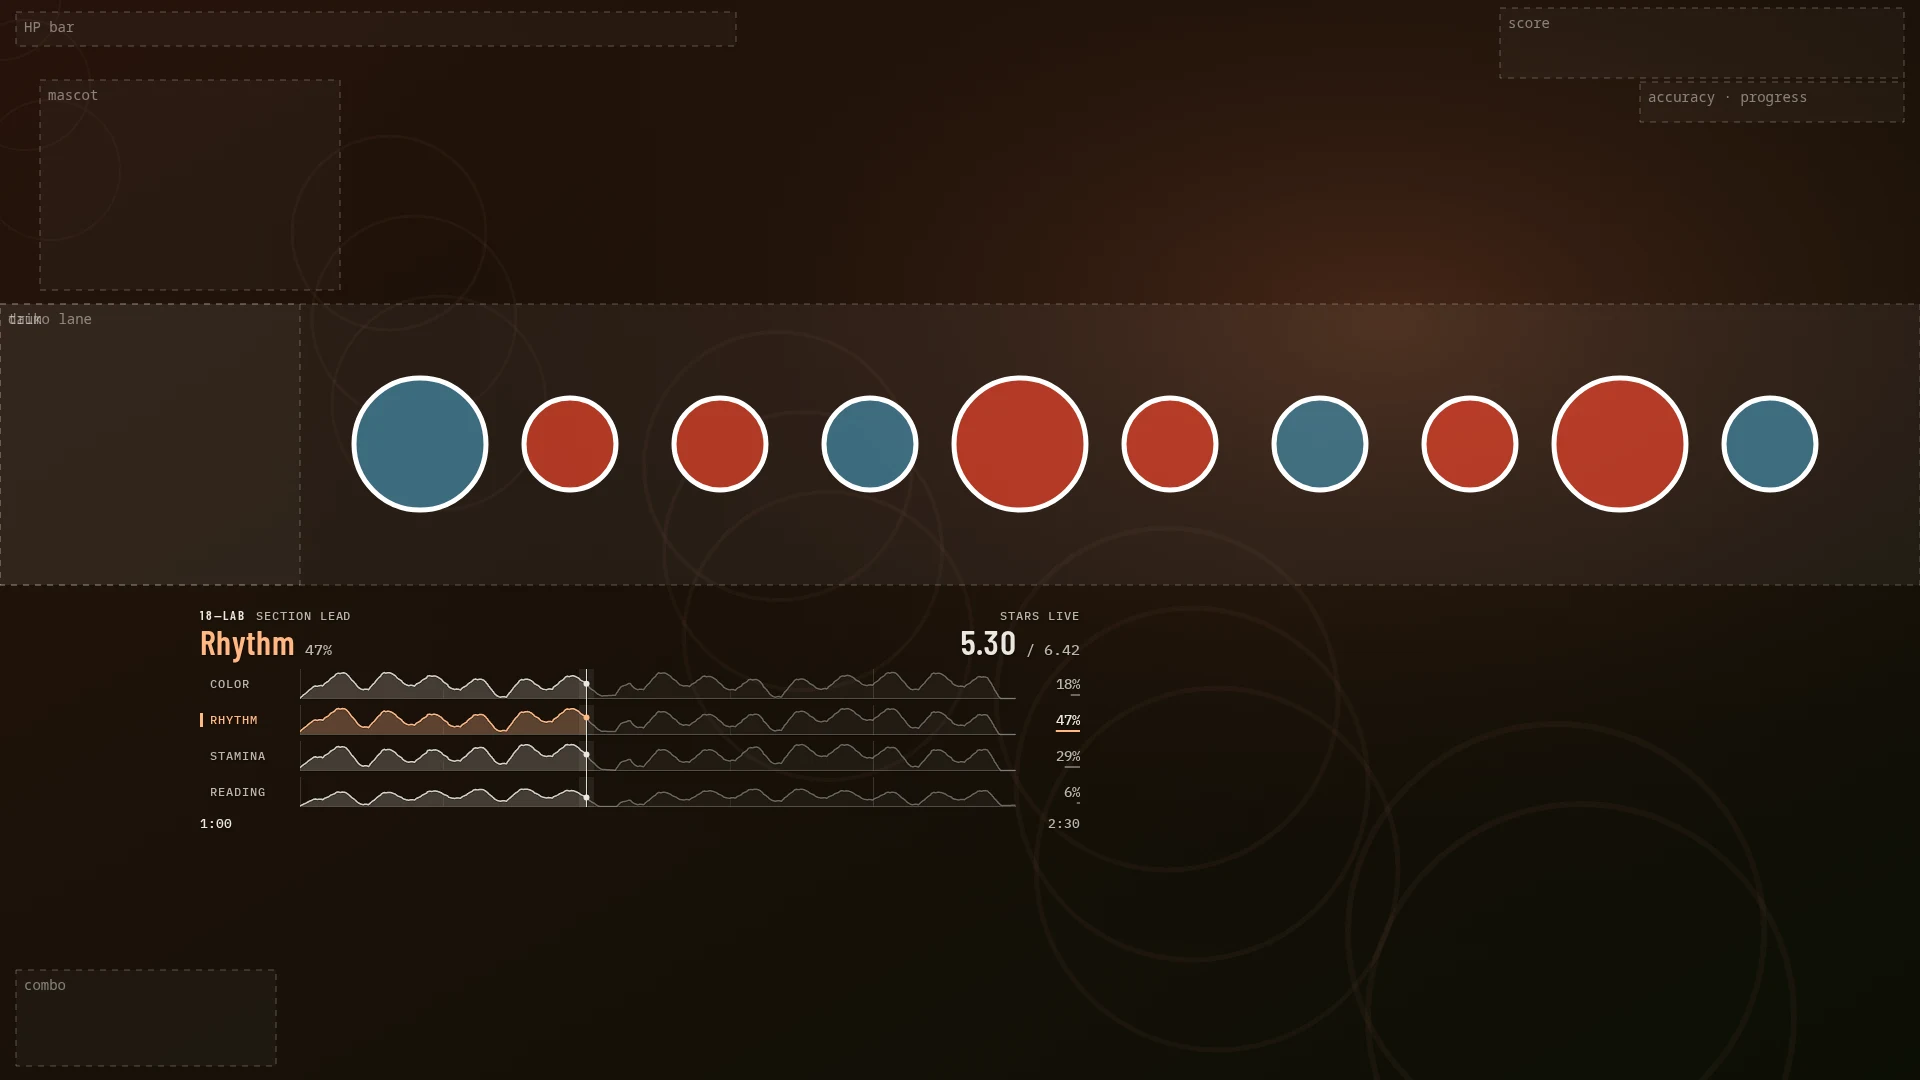 HP bar
score
mascot
accuracy · progress
taiko lane
18—LAB SECTION LEAD
STARS LIVE
Rhythm 47%
5.30 / 6.42
COLOR 18%
RHYTHM 47%
STAMINA 29%
READING 6%
1:00 2:30
combo